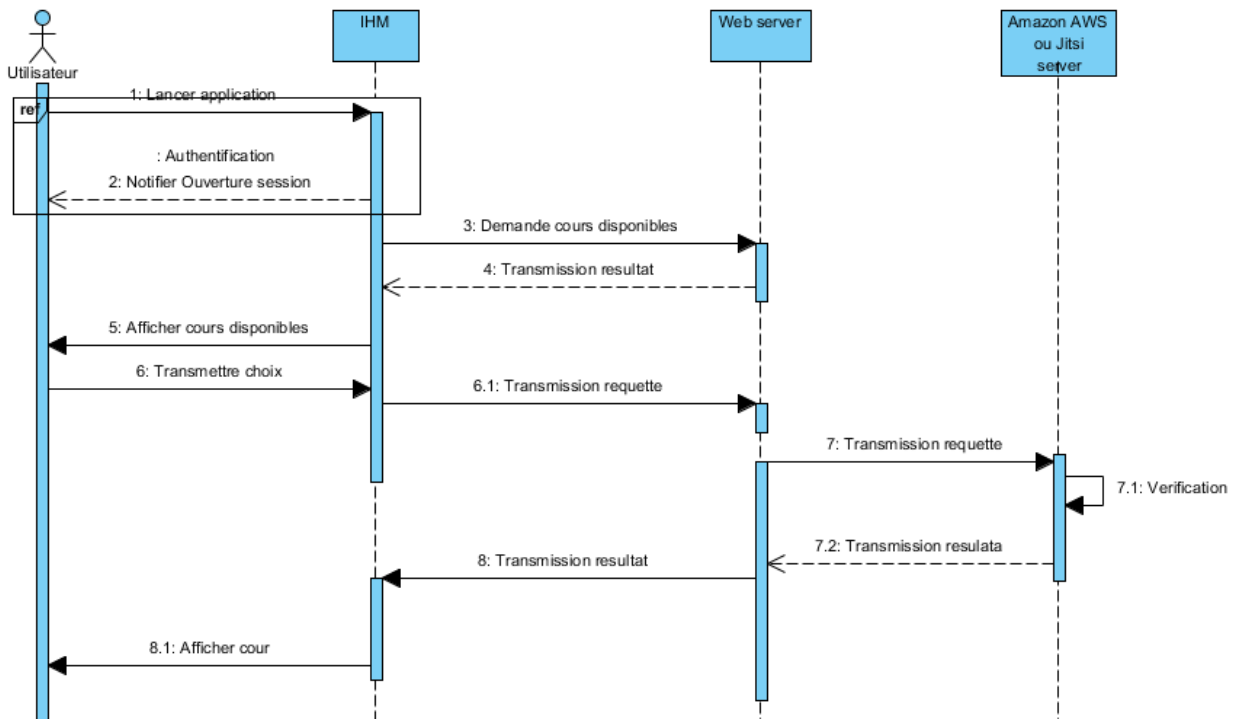 IHM
Web server
Amazon AWS
ou Jitsi
server
Utilisateur
ref
1: Lancer application
: Authentification
2: Notifier Ouverture session
3: Demande cours disponibles
4: Transmission resultat
5: Afficher cours disponibles
6: Transmettre choix
6.1: Transmission requette
7: Transmission requette
7.1: Verification
7.2: Transmission resulata
8: Transmission resultat
8.1: Afficher cour